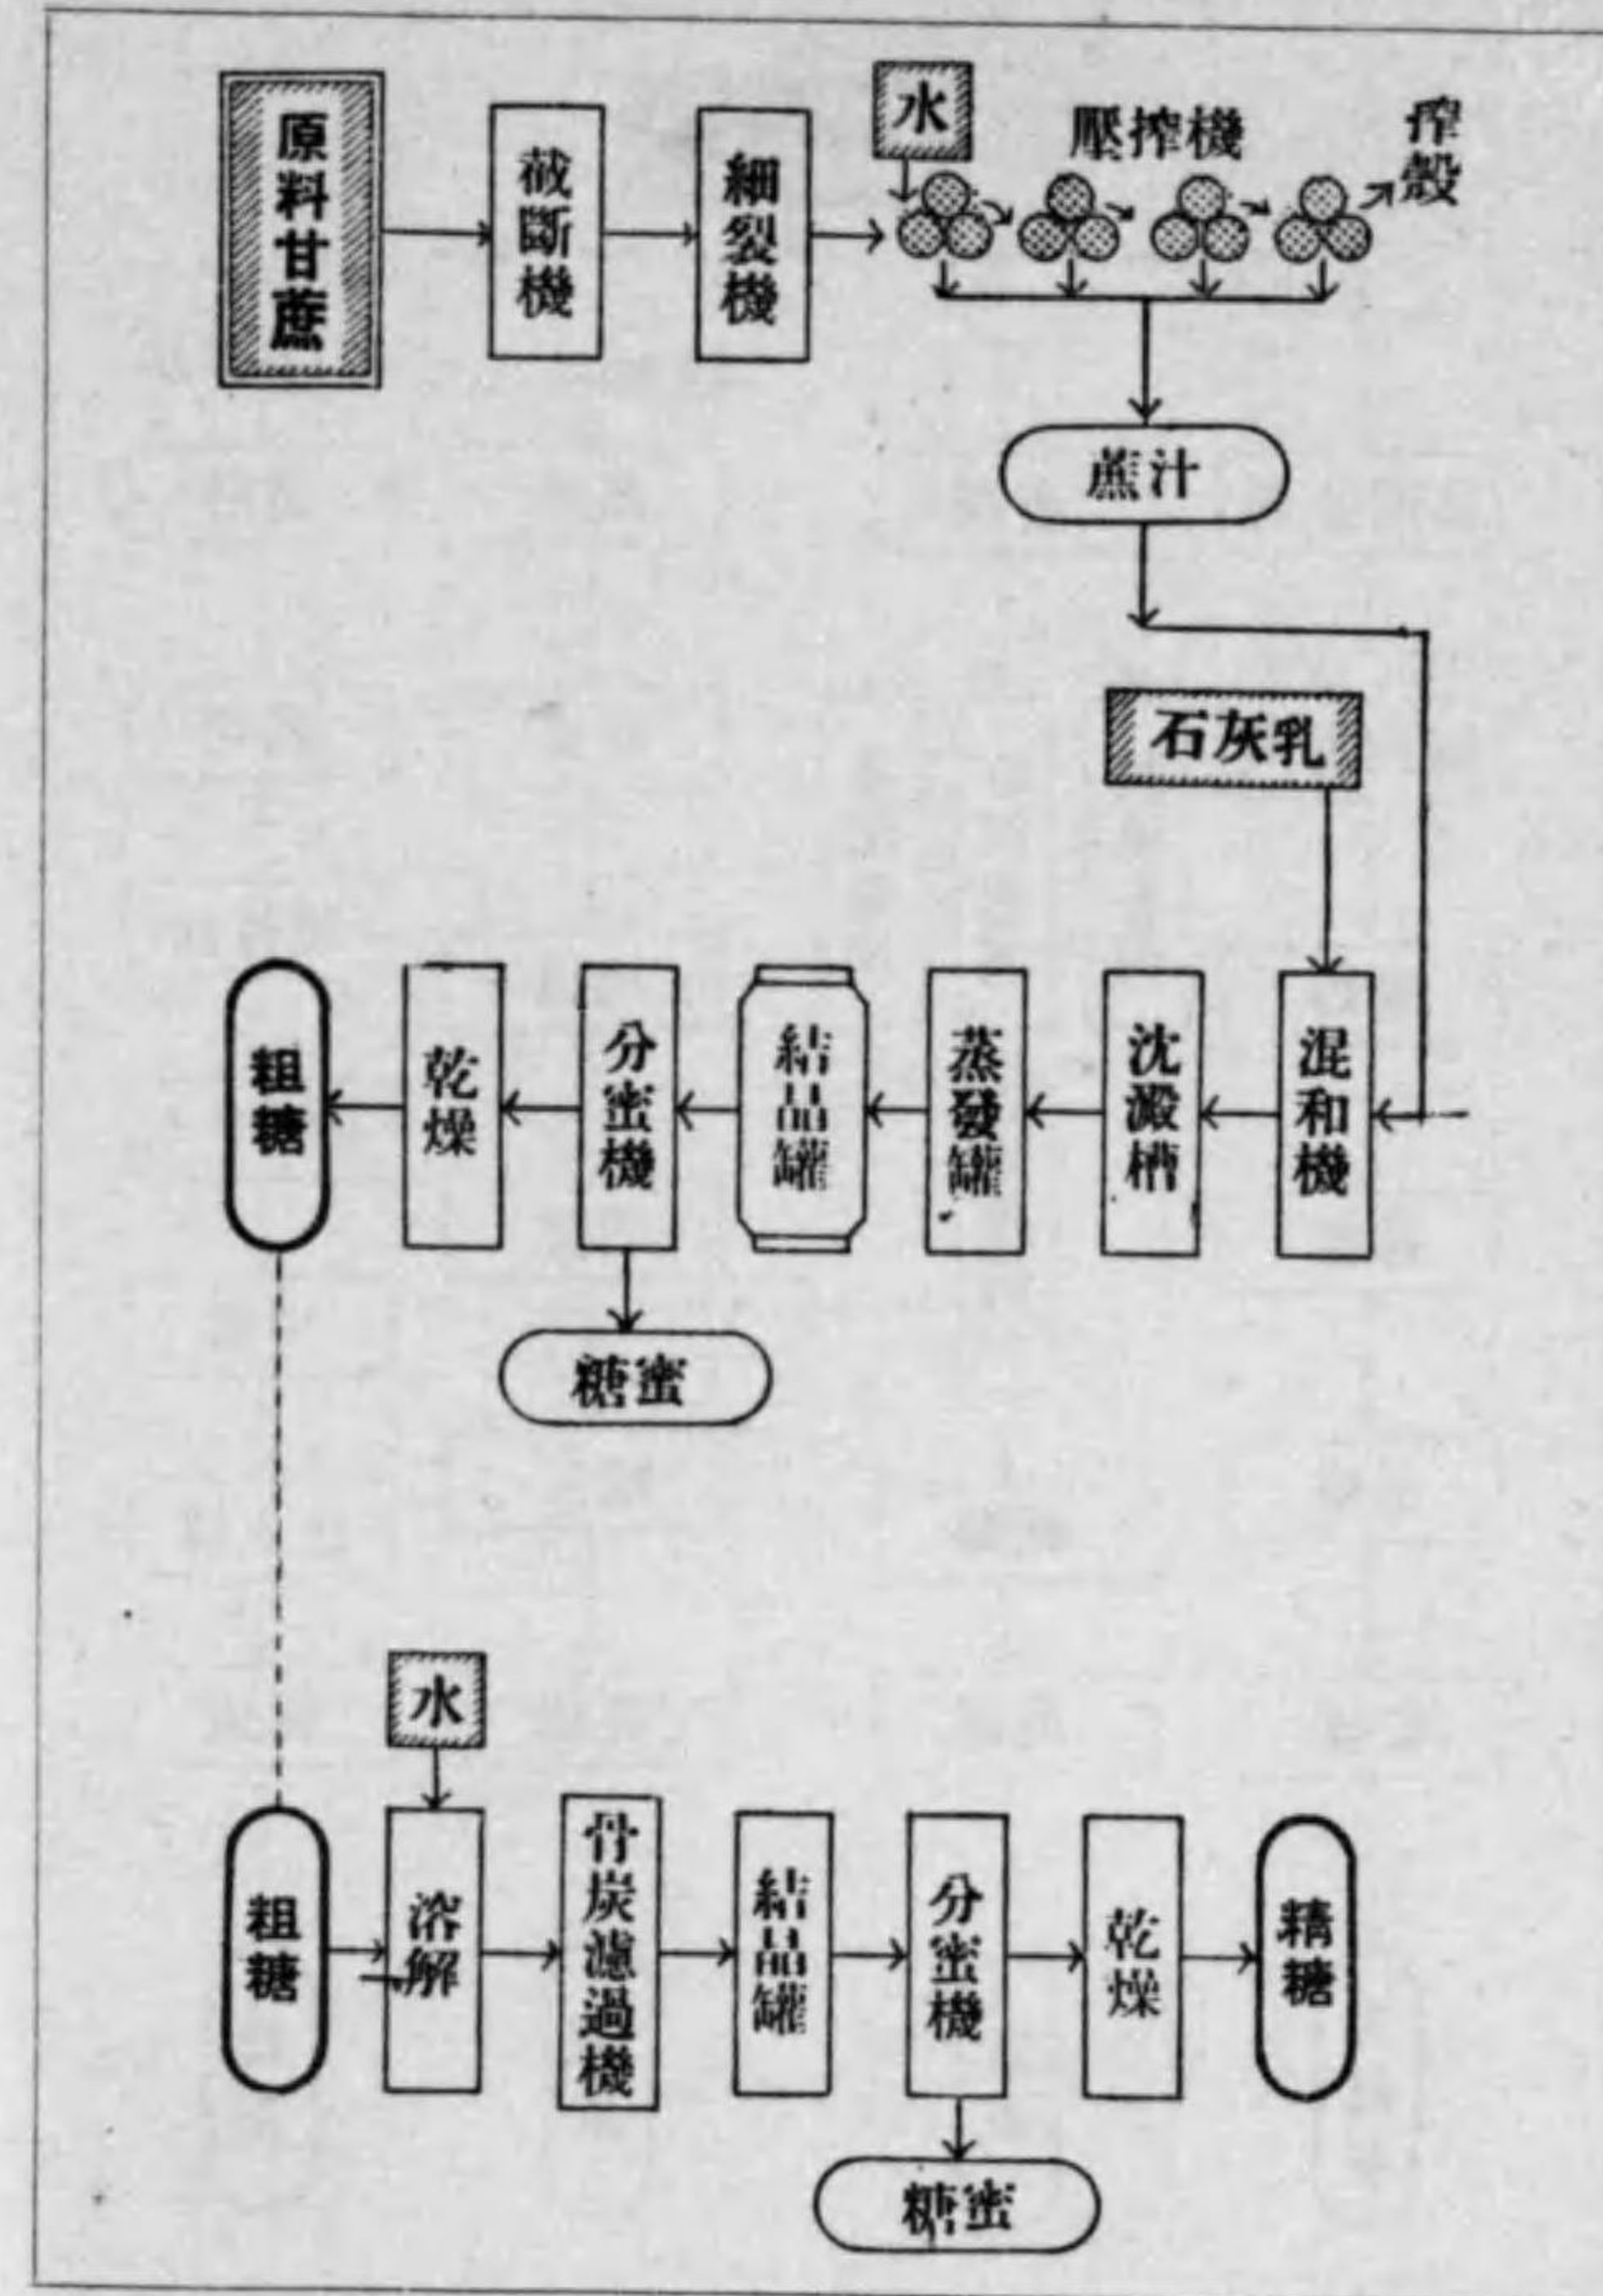 原料甘蔗
截斷機
細裂機
水
壓搾機
搾殼
蔗汁
石灰乳
混和機
沈澱槽
蒸發罐
結晶罐
分蜜機
乾燥
粗糖
糖蜜
水
粗糖
溶解
骨炭濾過機
結晶罐
分蜜機
乾燥
精糖
糖蜜